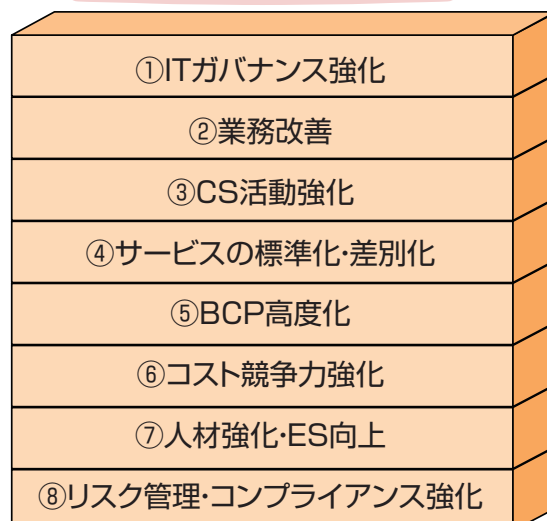 ①ITガバナンス強化
②業務改善
③CS活動強化
④サービスの標準化・差別化
⑤BCP高度化
⑥コスト競争力強化
⑦人材強化・ES向上
⑧リスク管理・コンプライアンス強化